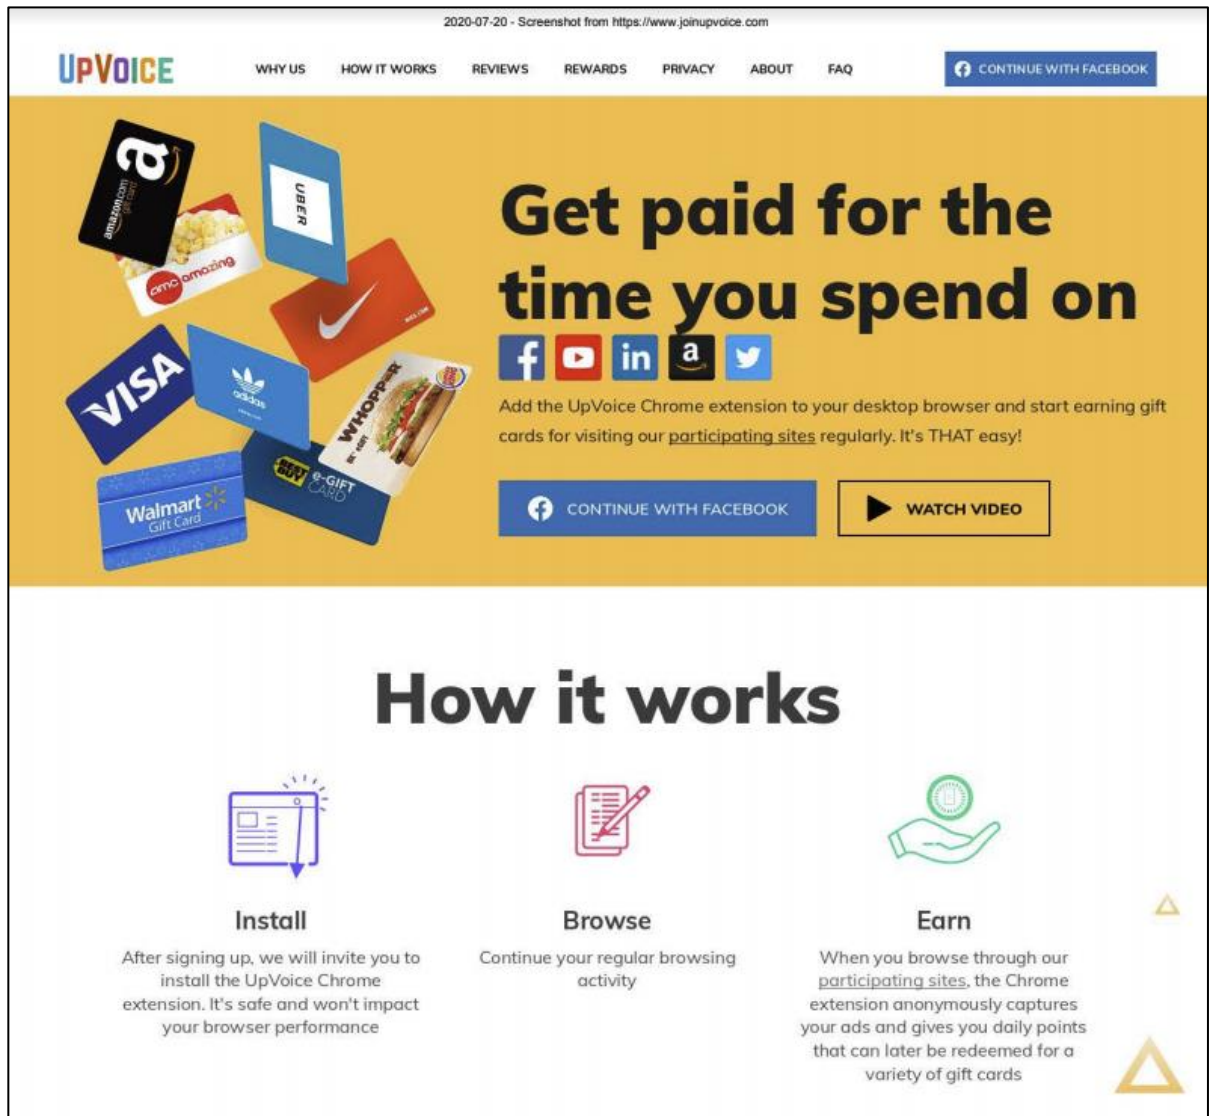 2020-07-20 - Screenshot from https://www.joinupvoice.com
UPVOICE
WHY US
HOW IT WORKS
REVIEWS
REWARDS
PRIVACY
ABOUT
FAQ
CONTINUE WITH FACEBOOK
amazon.com
gift card
UBER
amc amazing
NIKE.COM
VISA
adidas
WHOPPER
BEST BUY
e-GIFT
CARD
Walmart
Gift Card
Get paid for the
time you spend on
Add the UpVoice Chrome extension to your desktop browser and start earning gift
cards for visiting our participating sites regularly. It's THAT easy!
CONTINUE WITH FACEBOOK
WATCH VIDEO
How it works
Install
After signing up, we will invite you to
install the UpVoice Chrome
extension. It's safe and won't impact
your browser performance
Browse
Continue your regular browsing
activity
Earn
When you browse through our
participating sites, the Chrome
extension anonymously captures
your ads and gives you daily points
that can later be redeemed for a
variety of gift cards